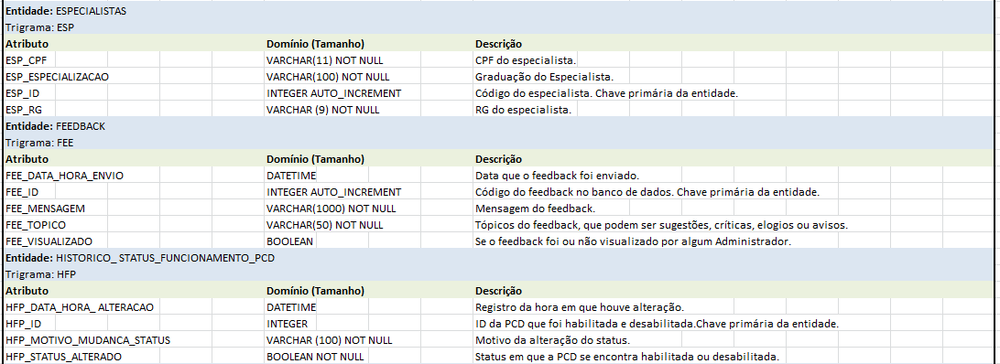 Entidade: ESPECIALISTAS
Trigrama: ESP
Atributo Domínio (Tamanho) Descrição
ESP_CPF VARCHAR(11) NOT NULL CPF do especialista.
ESP_ESPECIALIZACAO VARCHAR(100) NOT NULL Graduação do Especialista.
ESP_ID INTEGER AUTO_INCREMENT Código do especialista. Chave primária da entidade.
ESP_RG VARCHAR (9) NOT NULL RG do especialista.
Entidade: FEEDBACK
Trigrama: FEE
Atributo Domínio (Tamanho) Descrição
FEE_DATA_HORA_ENVIO DATETIME Data que o feedback foi enviado.
FEE_ID INTEGER AUTO_INCREMENT Código do feedback no banco de dados. Chave primária da entidade.
FEE_MENSAGEM VARCHAR(1000) NOT NULL Mensagem do feedback.
FEE_TOPICO VARCHAR(50) NOT NULL Tópicos do feedback, que podem ser sugestões, críticas, elogios ou avisos.
FEE_VISUALIZADO BOOLEAN Se o feedback foi ou não visualizado por algum Administrador.
Entidade: HISTORICO_ STATUS_FUNCIONAMENTO_PCD
Trigrama: HFP
Atributo Domínio (Tamanho) Descrição
HFP_DATA_HORA_ ALTERACAO DATETIME Registro da hora em que houve alteração.
HFP_ID INTEGER ID da PCD que foi habilitada e desabilitada.Chave primária da entidade.
HFP_MOTIVO_MUDANCA_STATUS VARCHAR (100) NOT NULL Motivo da alteração do status.
HFP_STATUS_ALTERADO BOOLEAN NOT NULL Status em que a PCD se encontra habilitada ou desabilitada.